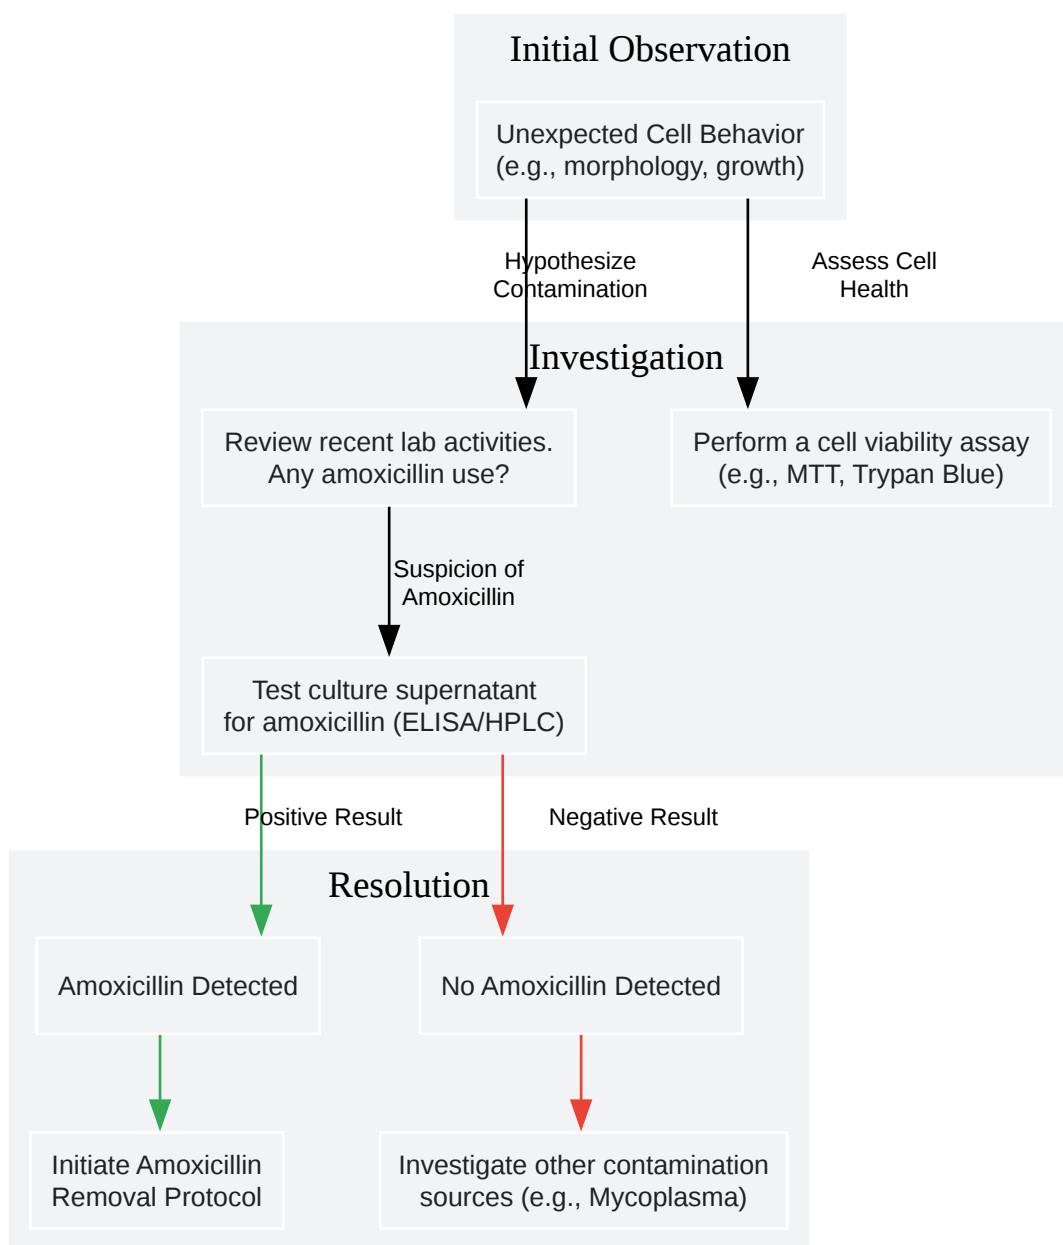 Initial Observation
Unexpected Cell Behavior
(e.g., morphology, growth)
Hypothesize
Contamination
Assess Cell
Health
Investigation
Review recent lab activities.
Any amoxicillin use?
Perform a cell viability assay
(e.g., MTT, Trypan Blue)
Suspicion of
Amoxicillin
Test culture supernatant
for amoxicillin (ELISA/HPLC)
Positive Result
Negative Result
Resolution
Amoxicillin Detected
No Amoxicillin Detected
Initiate Amoxicillin
Removal Protocol
Investigate other contamination
sources (e.g., Mycoplasma)